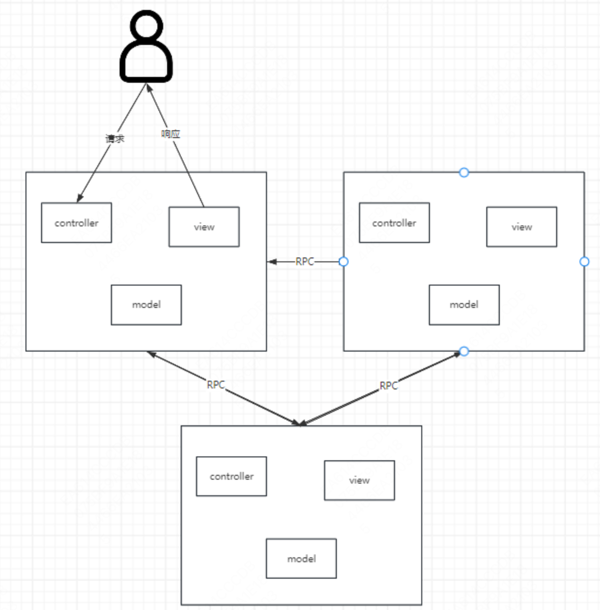 请求
响应
controller
view
model
RPC
controller
view
model
RPC
RPC
controller
view
model